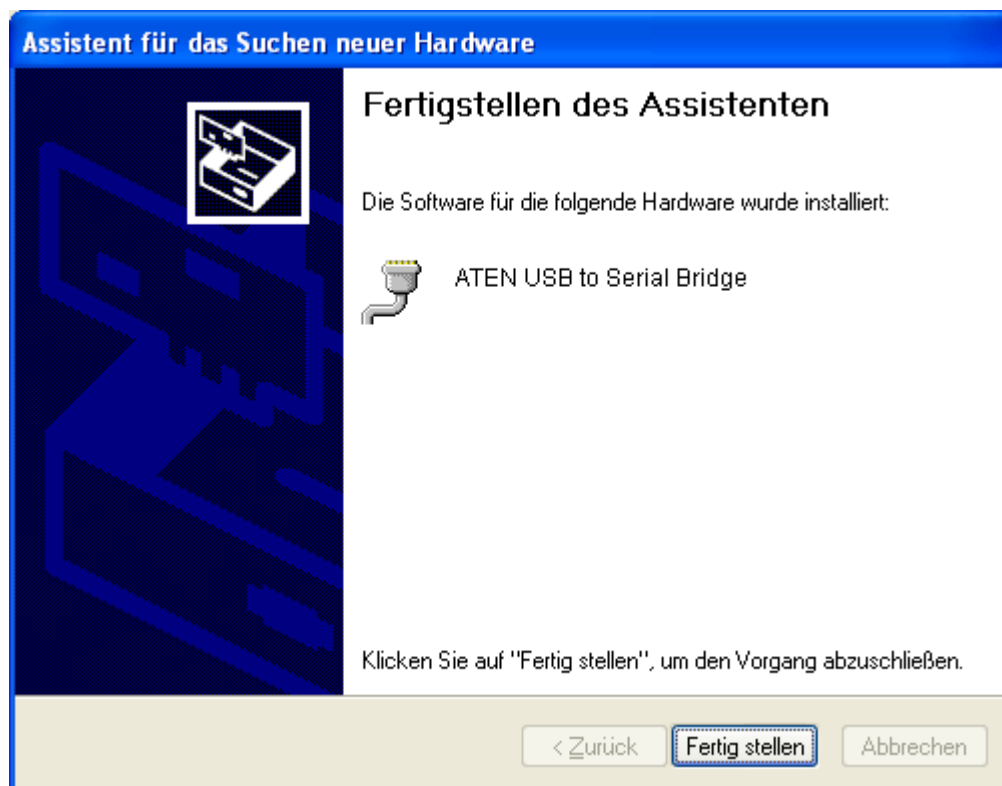 Assistent für das Suchen neuer Hardware
Fertigstellen des Assistenten
Die Software für die folgende Hardware wurde installiert:
ATEN USB to Serial Bridge
Klicken Sie auf "Fertig stellen", um den Vorgang abzuschließen.
< Zurück Fertig stellen Abbrechen